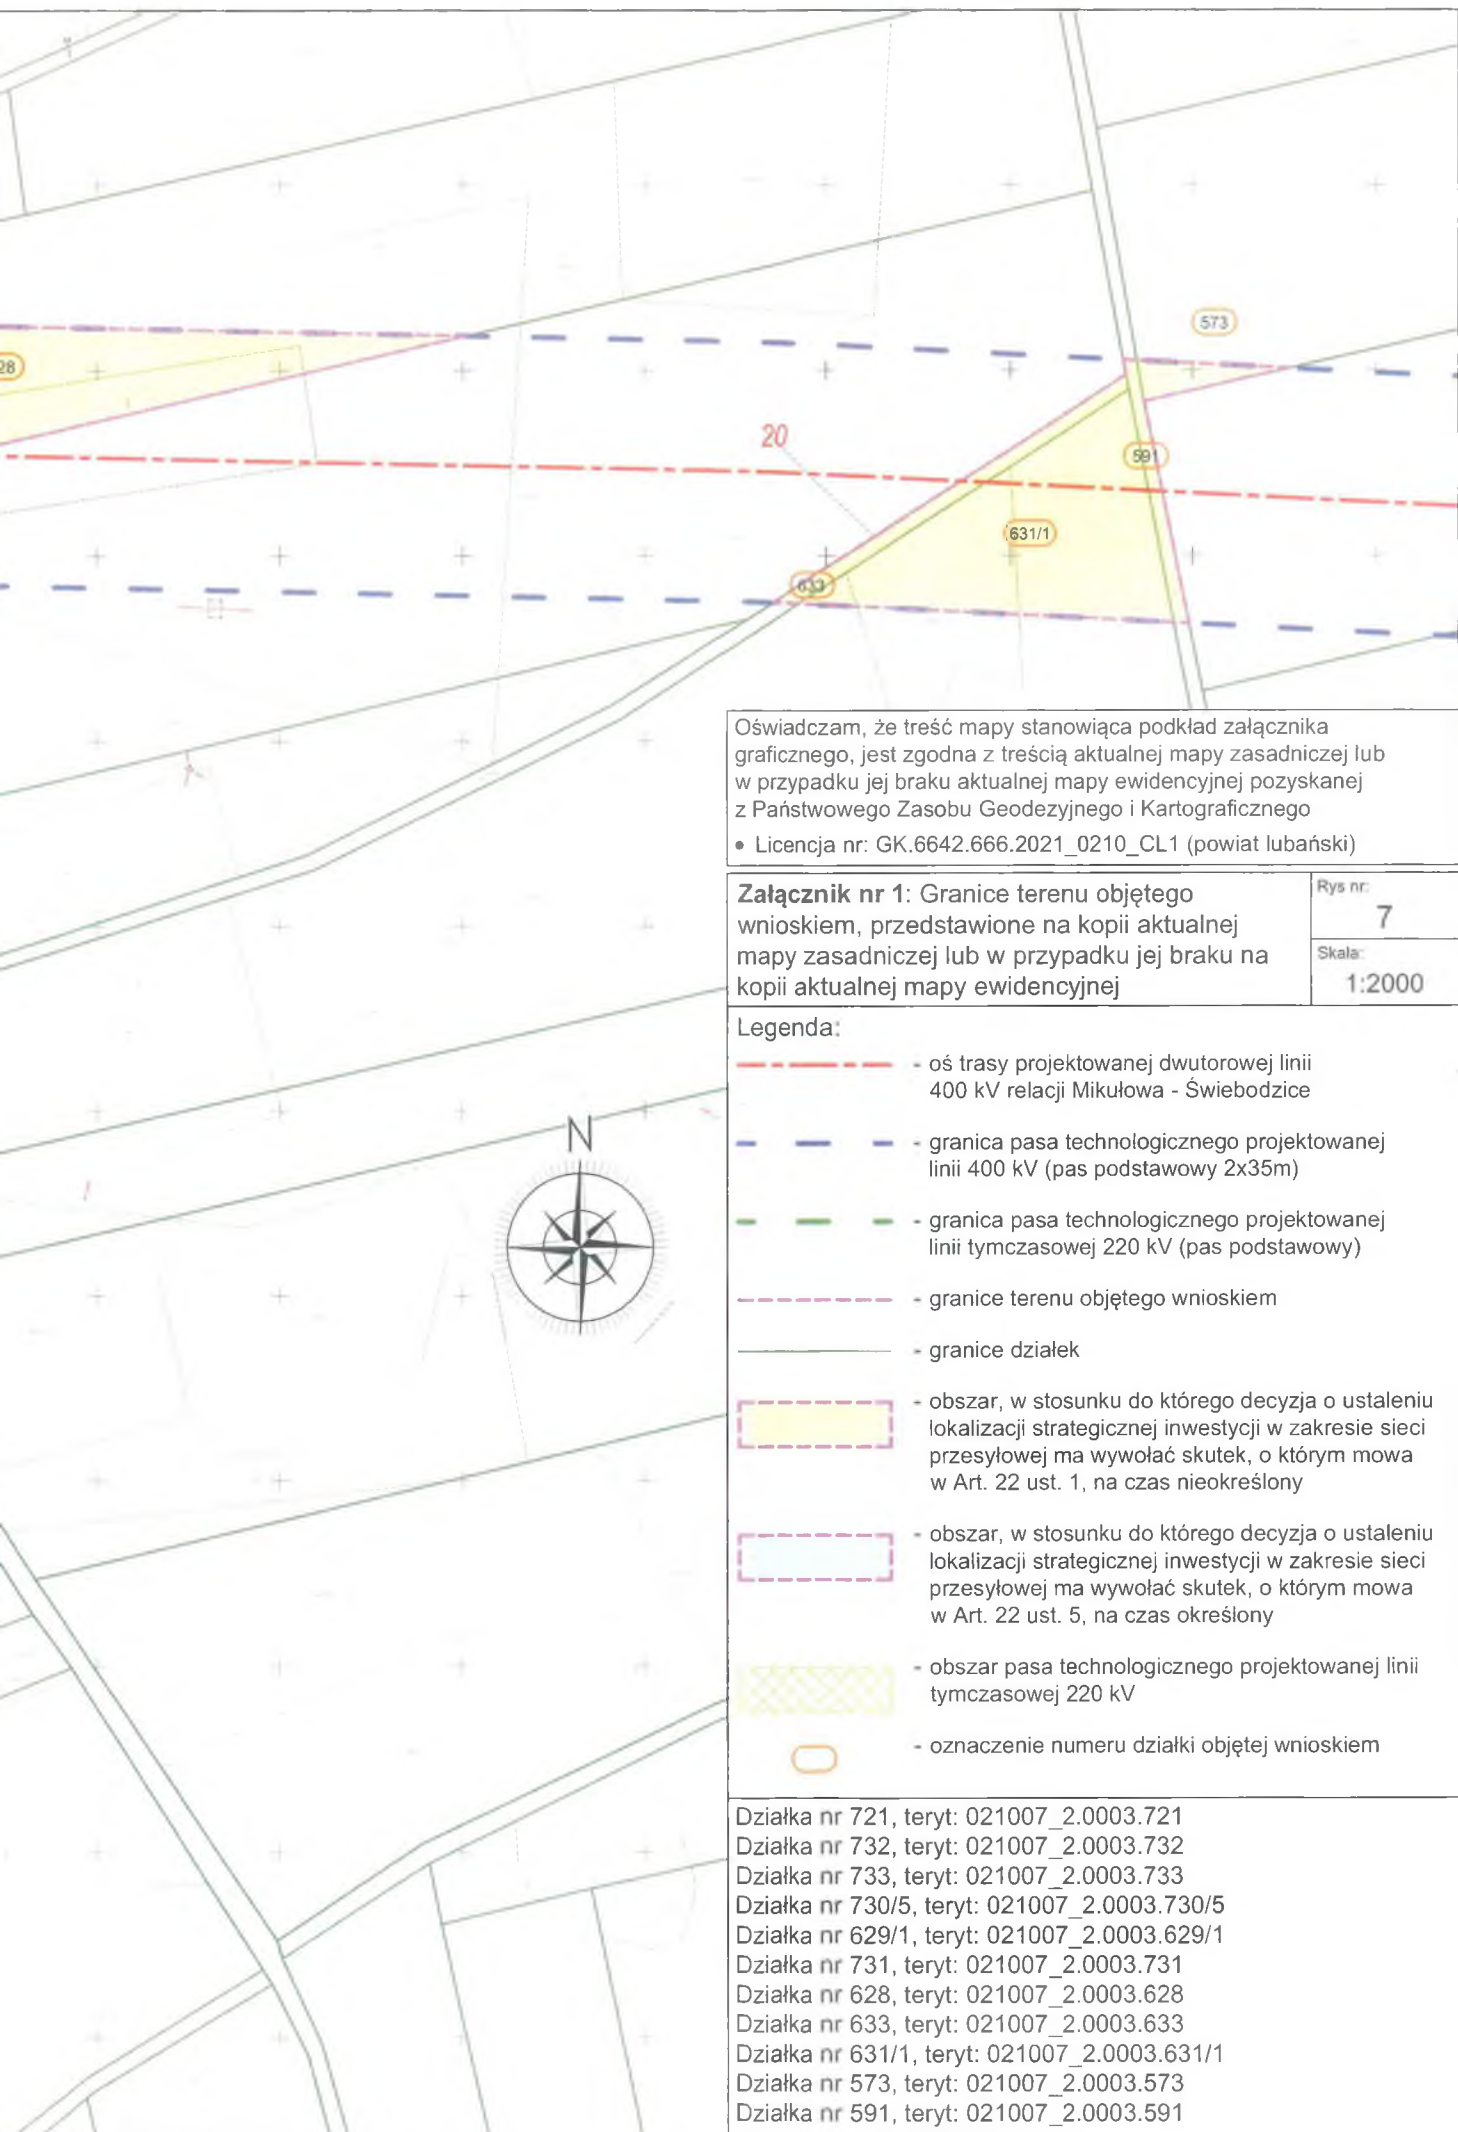 573
28
20
591
631/1
633
Oświadczam, że treść mapy stanowiąca podkład załącznika
graficznego, jest zgodna z treścią aktualnej mapy zasadniczej lub
w przypadku jej braku aktualnej mapy ewidencyjnej pozyskanej
z Państwowego Zasobu Geodezyjnego i Kartograficznego
• Licencja nr: GK.6642.666.2021_0210_CL1 (powiat lubański)
Załącznik nr 1: Granice terenu objętego
wnioskiem, przedstawione na kopii aktualnej
mapy zasadniczej lub w przypadku jej braku na
kopii aktualnej mapy ewidencyjnej
Rys nr:
7
Skala:
1:2000
Legenda:
- oś trasy projektowanej dwutorowej linii
400 kV relacji Mikułowa - Świebodzice
- granica pasa technologicznego projektowanej
linii 400 kV (pas podstawowy 2x35m)
- granica pasa technologicznego projektowanej
linii tymczasowej 220 kV (pas podstawowy)
- granice terenu objętego wnioskiem
- granice działek
- obszar, w stosunku do którego decyzja o ustaleniu
lokalizacji strategicznej inwestycji w zakresie sieci
przesyłowej ma wywołać skutek, o którym mowa
w Art. 22 ust. 1, na czas nieokreślony
- obszar, w stosunku do którego decyzja o ustaleniu
lokalizacji strategicznej inwestycji w zakresie sieci
przesyłowej ma wywołać skutek, o którym mowa
w Art. 22 ust. 5, na czas określony
- obszar pasa technologicznego projektowanej linii
tymczasowej 220 kV
- oznaczenie numeru działki objętej wnioskiem
N
Działka nr 721, teryt: 021007_2.0003.721
Działka nr 732, teryt: 021007_2.0003.732
Działka nr 733, teryt: 021007_2.0003.733
Działka nr 730/5, teryt: 021007_2.0003.730/5
Działka nr 629/1, teryt: 021007_2.0003.629/1
Działka nr 731, teryt: 021007_2.0003.731
Działka nr 628, teryt: 021007_2.0003.628
Działka nr 633, teryt: 021007_2.0003.633
Działka nr 631/1, teryt: 021007_2.0003.631/1
Działka nr 573, teryt: 021007_2.0003.573
Działka nr 591, teryt: 021007_2.0003.591